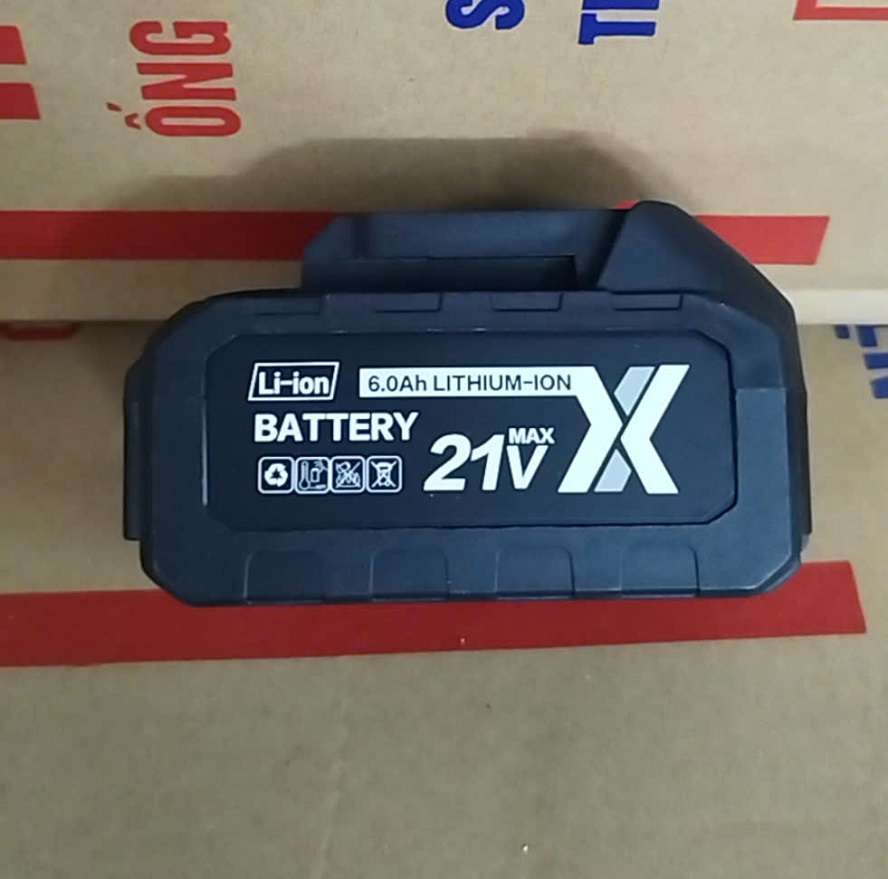 ỐNG
Li-ion
6.0Ah LITHIUM-ION
BATTERY
21V MAX
X